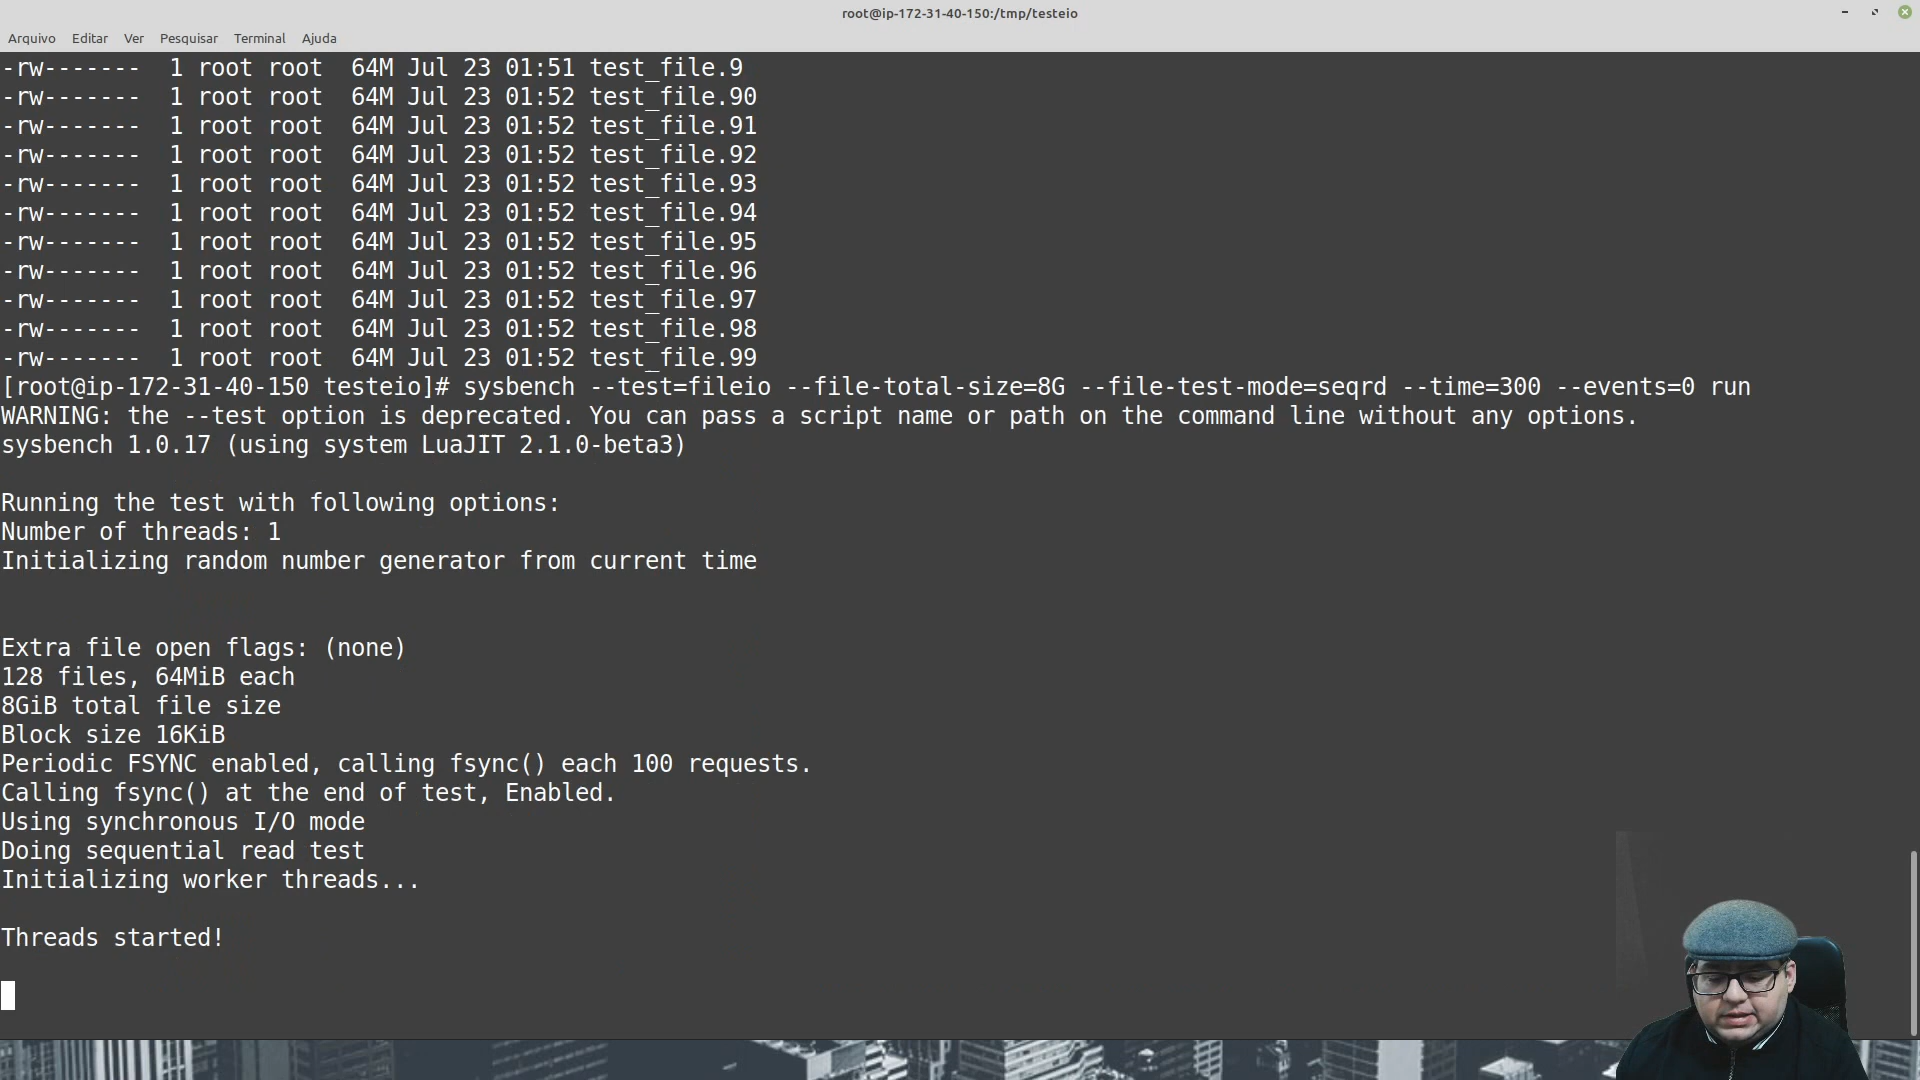 root@ip-172-31-40-150:/tmp/testeio
Arquivo Editar Ver Pesquisar Terminal Ajuda
-rw------- 1 root root 64M Jul 23 01:51 test_file.9
-rw------- 1 root root 64M Jul 23 01:52 test_file.90
-rw------- 1 root root 64M Jul 23 01:52 test_file.91
-rw------- 1 root root 64M Jul 23 01:52 test_file.92
-rw------- 1 root root 64M Jul 23 01:52 test_file.93
-rw------- 1 root root 64M Jul 23 01:52 test_file.94
-rw------- 1 root root 64M Jul 23 01:52 test_file.95
-rw------- 1 root root 64M Jul 23 01:52 test_file.96
-rw------- 1 root root 64M Jul 23 01:52 test_file.97
-rw------- 1 root root 64M Jul 23 01:52 test_file.98
-rw------- 1 root root 64M Jul 23 01:52 test_file.99
[root@ip-172-31-40-150 testeio]# sysbench --test=fileio --file-total-size=8G --file-test-mode=seqrd --time=300 --events=0 run
WARNING: the --test option is deprecated. You can pass a script name or path on the command line without any options.
sysbench 1.0.17 (using system LuaJIT 2.1.0-beta3)
Running the test with following options:
Number of threads: 1
Initializing random number generator from current time
Extra file open flags: (none)
128 files, 64MiB each
8GiB total file size
Block size 16KiB
Periodic FSYNC enabled, calling fsync() each 100 requests.
Calling fsync() at the end of test, Enabled.
Using synchronous I/O mode
Doing sequential read test
Initializing worker threads...
Threads started!